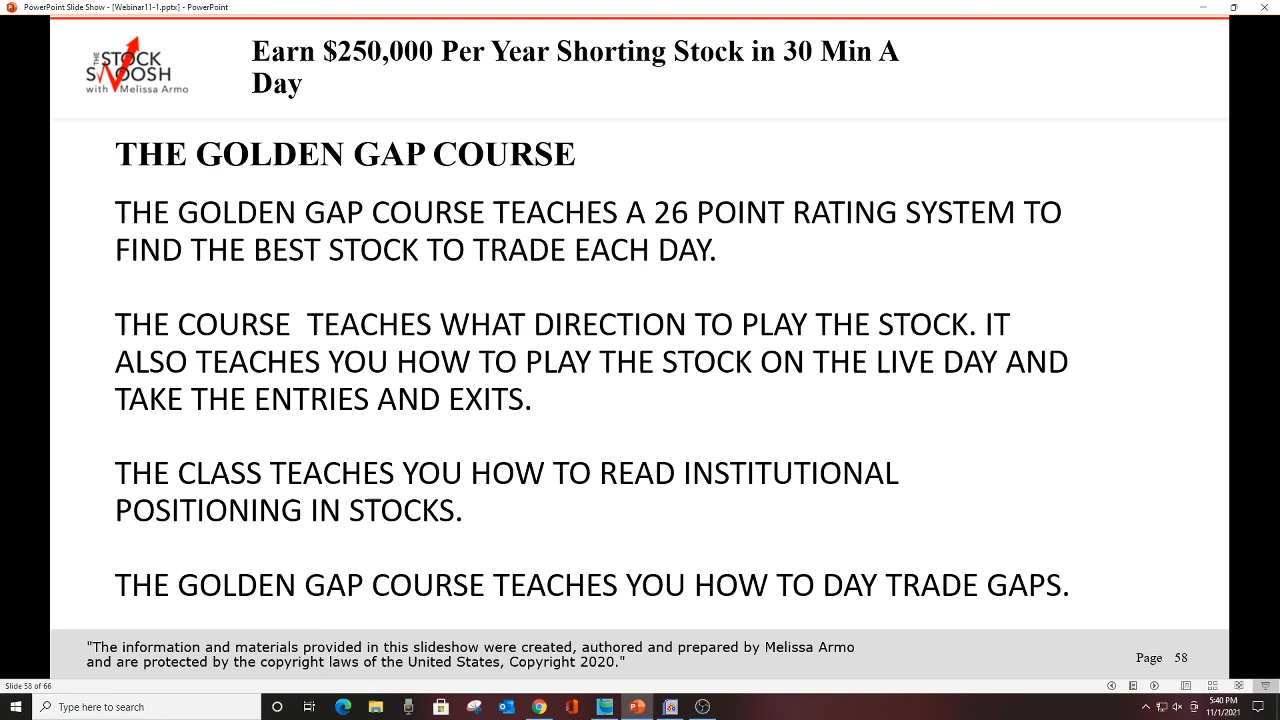 PowerPoint Slide Show - [Webinar11-1.pptx] - PowerPoint
THE
STOCK
SWOOSH
with Melissa Armo
Earn $250,000 Per Year Shorting Stock in 30 Min A
Day
THE GOLDEN GAP COURSE
THE GOLDEN GAP COURSE TEACHES A 26 POINT RATING SYSTEM TO
FIND THE BEST STOCK TO TRADE EACH DAY.
THE COURSE  TEACHES WHAT DIRECTION TO PLAY THE STOCK. IT
ALSO TEACHES YOU HOW TO PLAY THE STOCK ON THE LIVE DAY AND
TAKE THE ENTRIES AND EXITS.
THE CLASS TEACHES YOU HOW TO READ INSTITUTIONAL
POSITIONING IN STOCKS.
THE GOLDEN GAP COURSE TEACHES YOU HOW TO DAY TRADE GAPS.
"The information and materials provided in this slideshow were created, authored and prepared by Melissa Armo
and are protected by the copyright laws of the United States, Copyright 2020."
Page 58
Slide 58 of 66
Type here to search
5:40 PM
11/1/2021